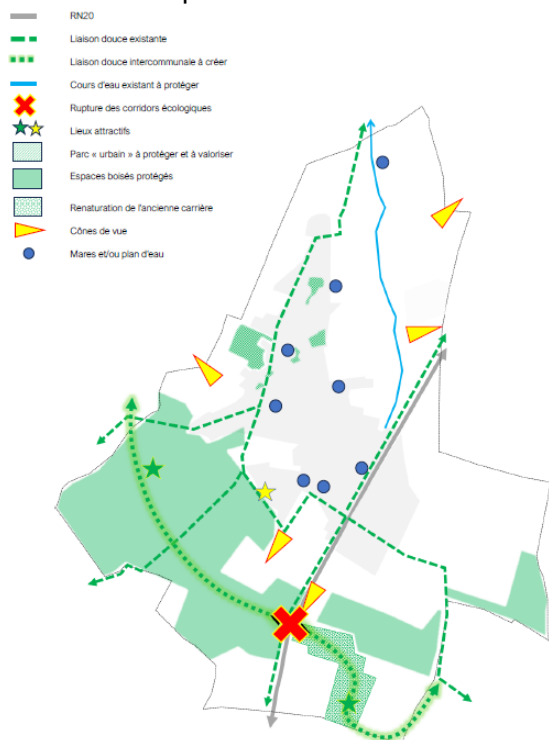 RN20
Liaison douce existante
Liaison douce intercommunale à créer
Cours d'eau existant à protéger
Rupture des corridors écologiques
Lieux attractifs
Parc « urbain » à protéger et à valoriser
Espaces boisés protégés
Renaturation de l'ancienne carrière
Cônes de vue
Mares et/ou plan d'eau